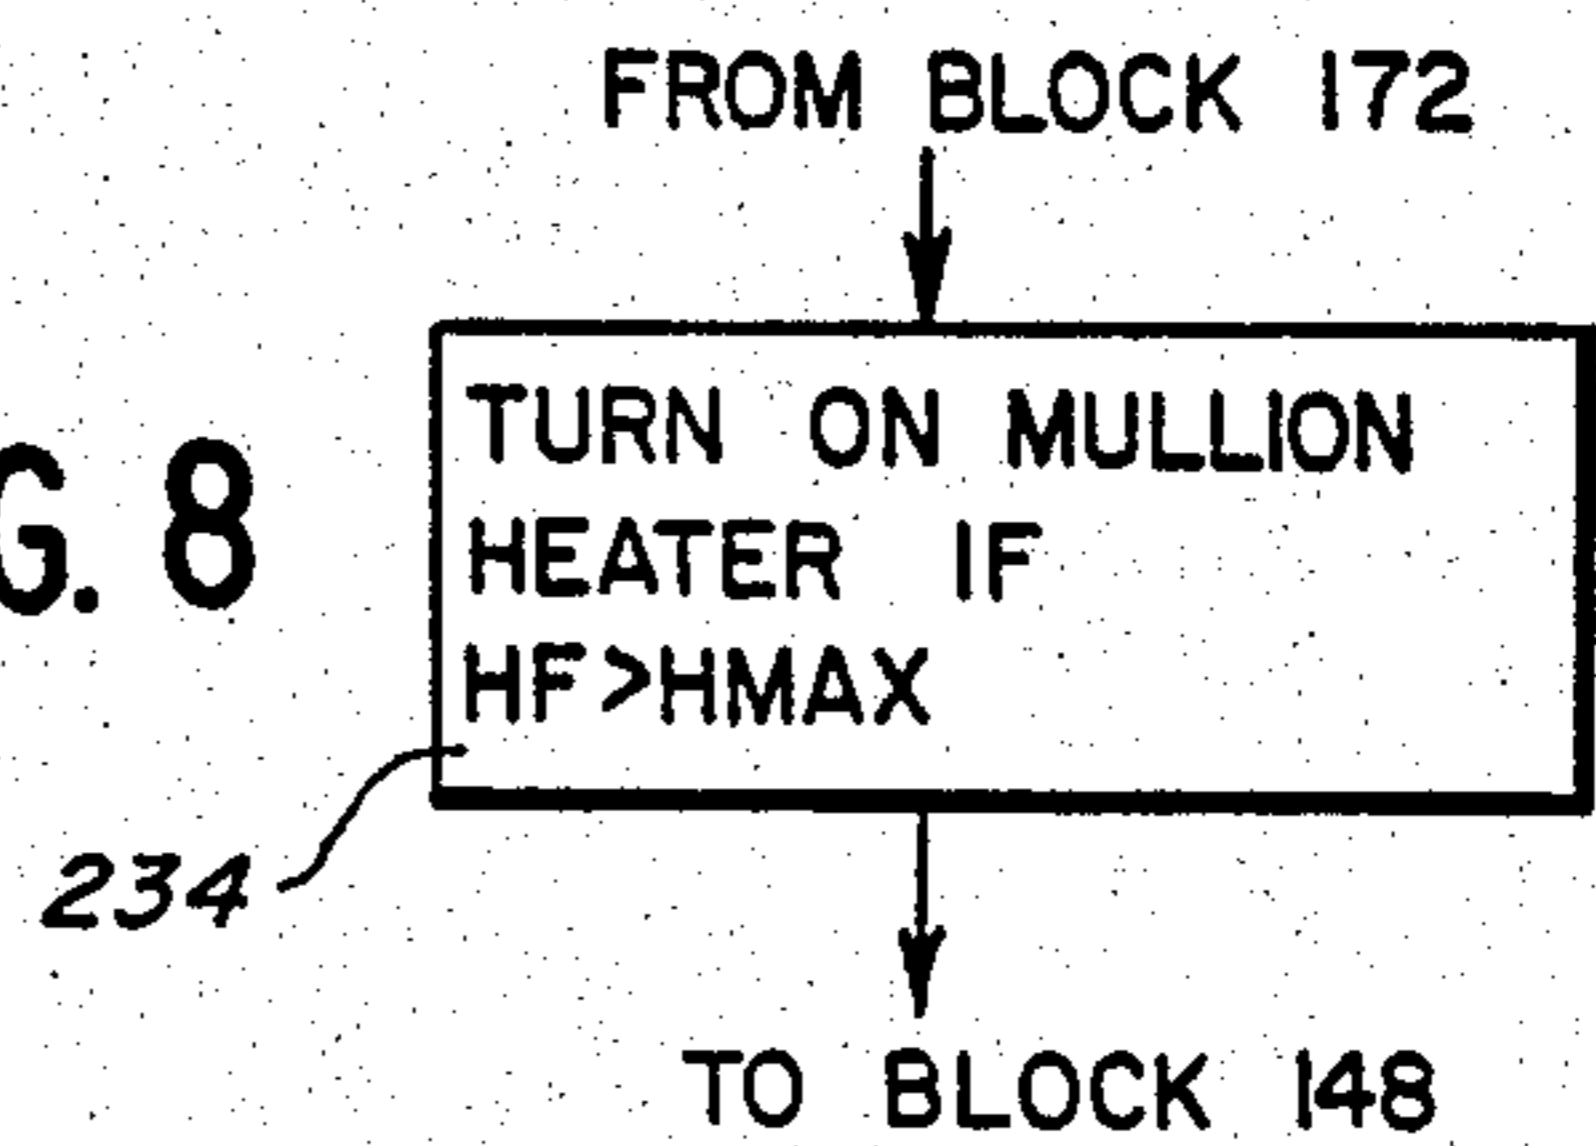 FROM BLOCK 172
TURN ON MULLION
HEATER IF
HF>HMAX
G. 8
234
TO BLOCK 148